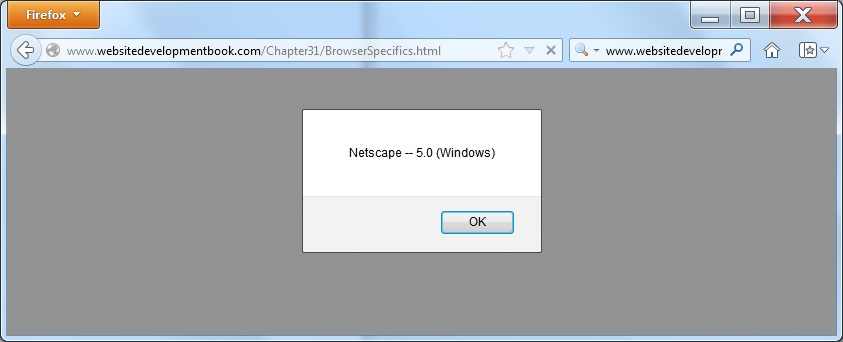 Firefox
www.websitedevelopmentbook.com/Chapter31/BrowserSpecifics.html
www.websitedevelopr
Netscape -- 5.0 (Windows)
OK